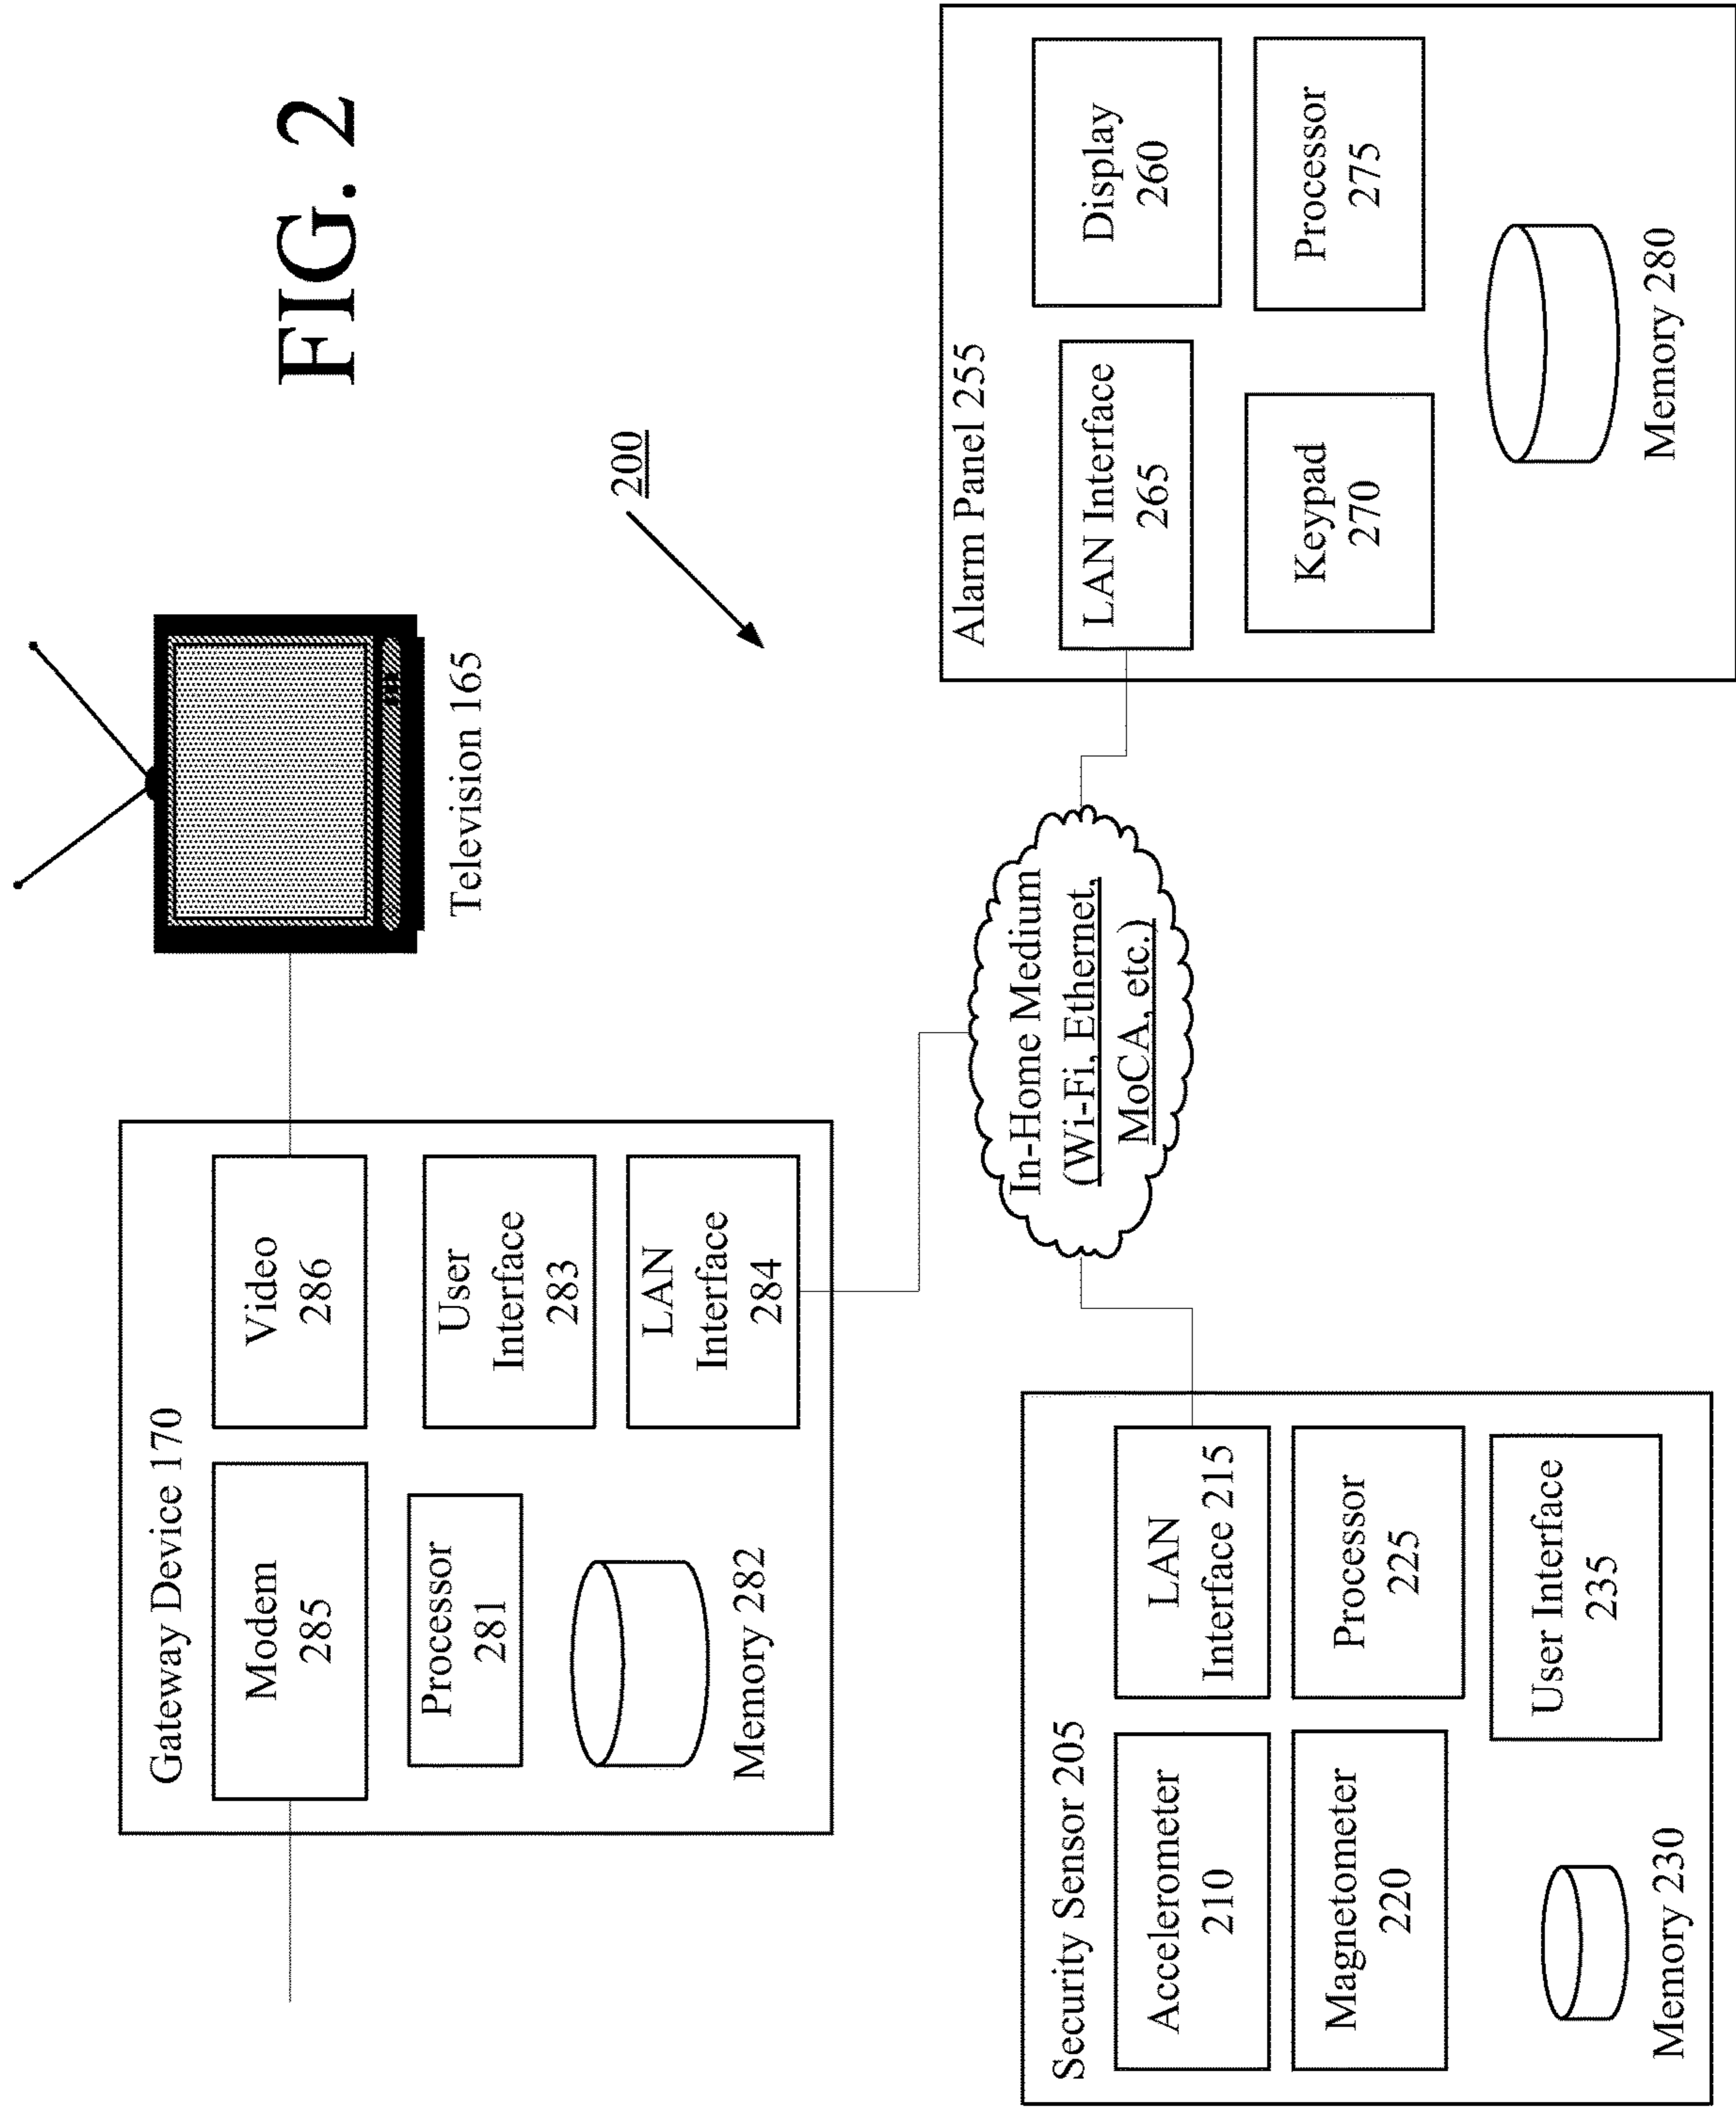 FIG. 2
200
Television 165
Gateway Device 170
Modem
285
Video
286
Processor
281
User
Interface
283
Memory 282
LAN
Interface
284
In-Home Medium
(Wi-Fi, Ethernet,
MoCA, etc.)
Security Sensor 205
Accelerometer
210
LAN
Interface 215
Magnetometer
220
Processor
225
Memory 230
User Interface
235
Alarm Panel 255
LAN Interface
265
Display
260
Keypad
270
Processor
275
Memory 280